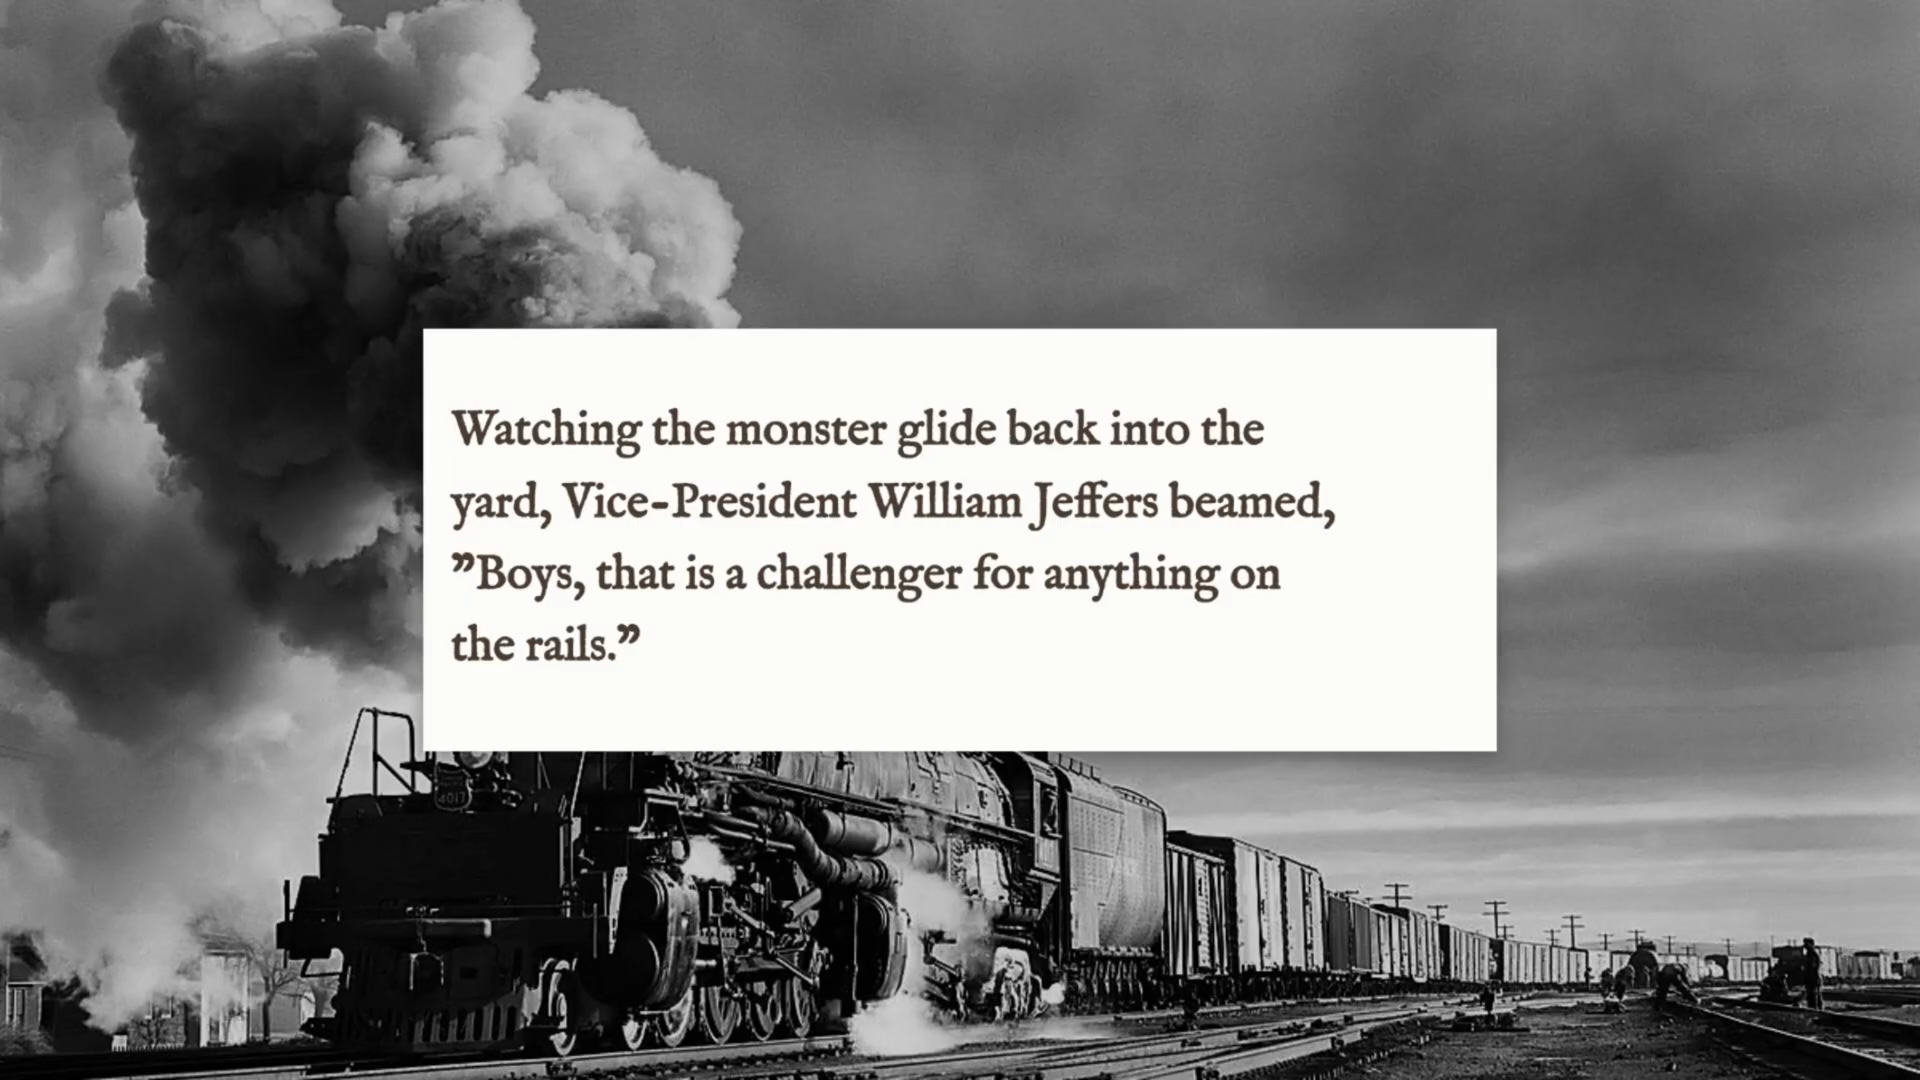 Watching the monster glide back into the
yard, Vice-President William Jeffers beamed,
”Boys, that is a challenger for anything on
the rails.”
4017